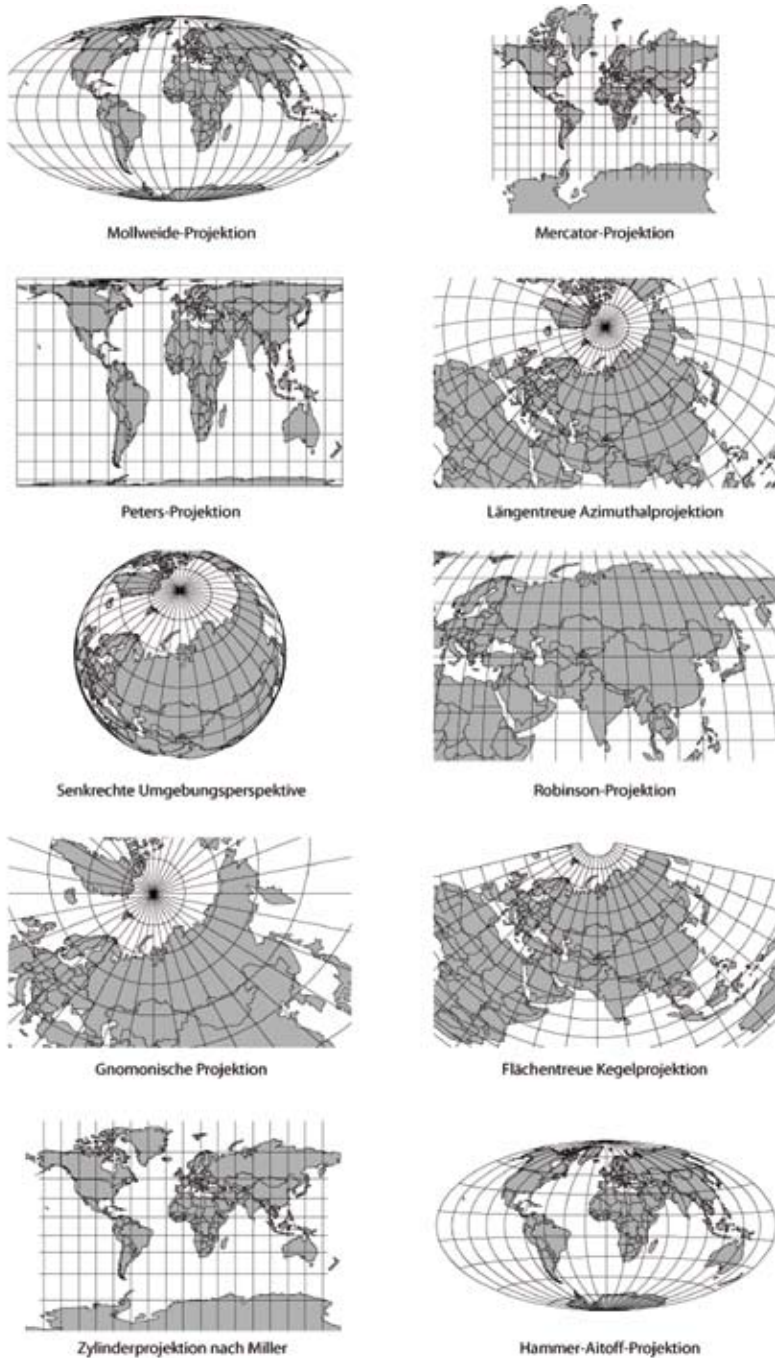 Mollweide-Projektion
Mercator-Projektion
Peters-Projektion
Längentreue Azimuthalprojektion
Senkrechte Umgebungsperspektive
Robinson-Projektion
Gnomonische Projektion
Flächentreue Kegelprojektion
Zylinderprojektion nach Miller
Hammer-Aitoff-Projektion